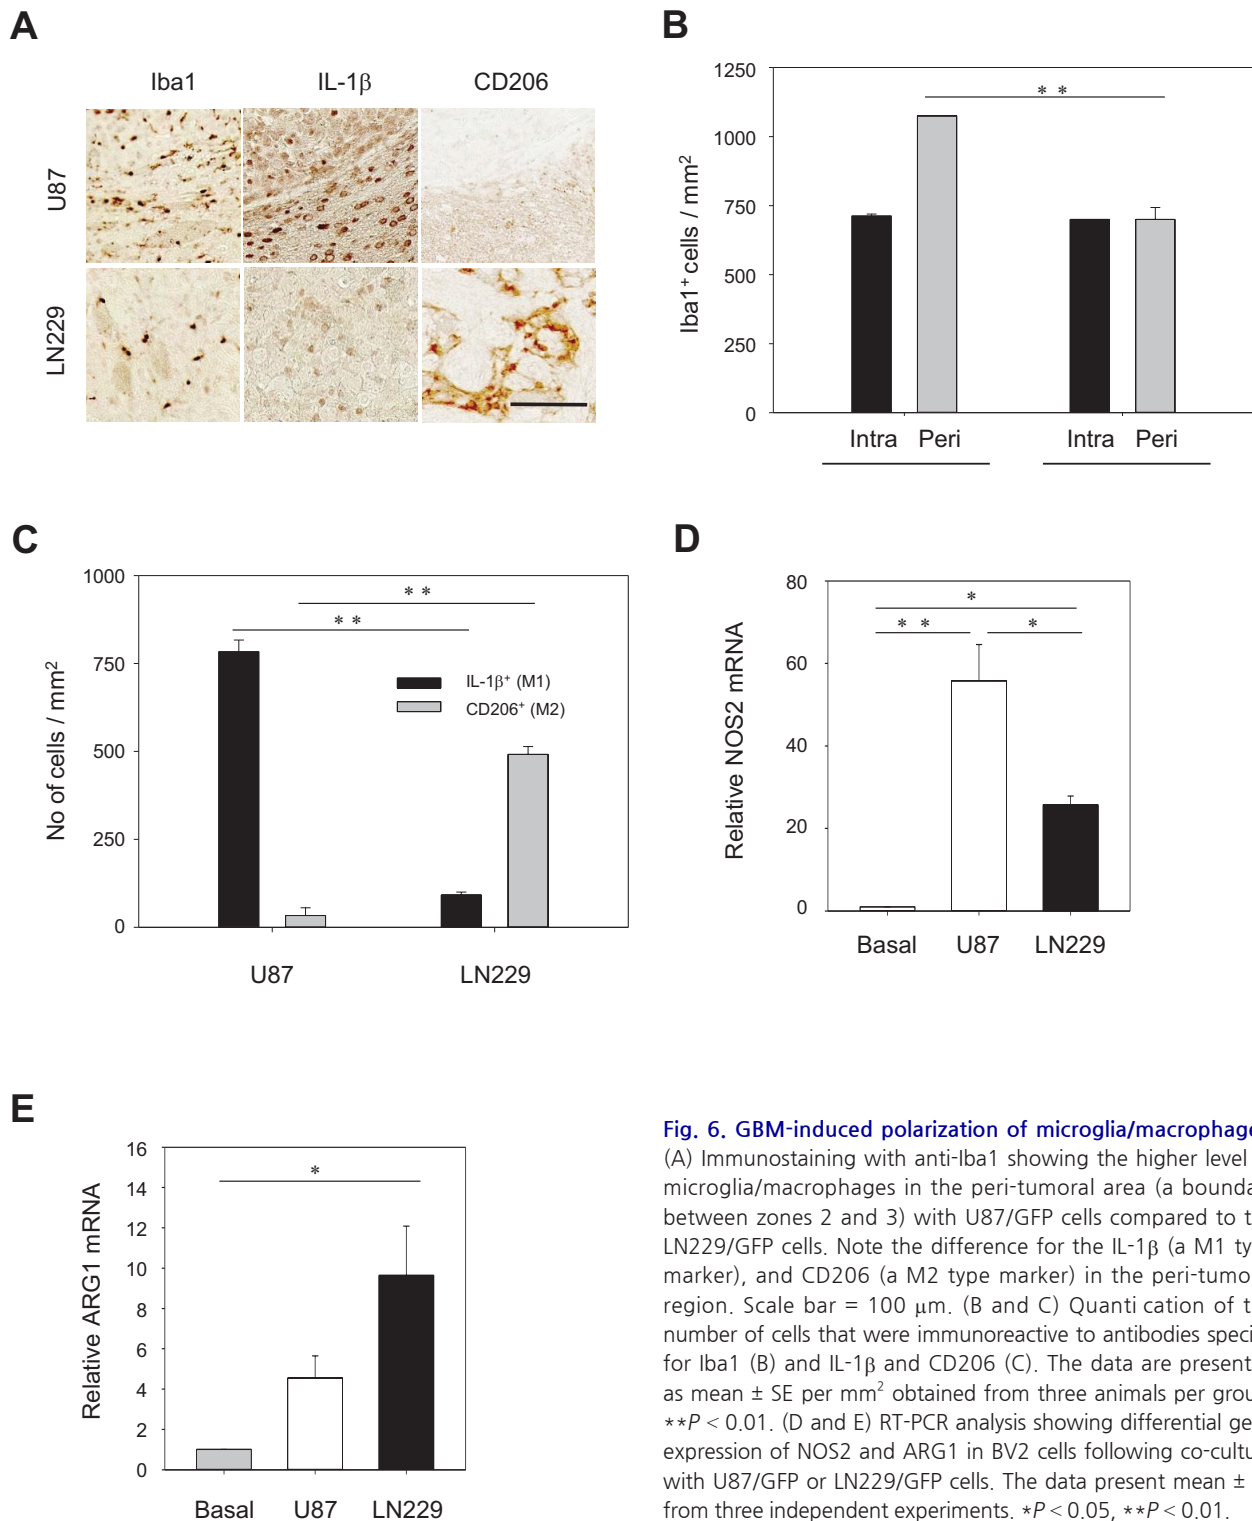 A
Iba1 IL-1β CD206
U87
LN229
B
Iba1⁺ cells / mm²
1250
1000
750
500
250
0
* *
Intra Peri Intra Peri
C
No of cells / mm²
1000
750
500
250
0
* *
* *
IL-1β⁺ (M1)
CD206⁺ (M2)
U87 LN229
D
Relative NOS2 mRNA
80
60
40
20
0
*
* * *
Basal U87 LN229
E
Relative ARG1 mRNA
16
14
12
10
8
6
4
2
0
*
Basal U87 LN229
Fig. 6. GBM-induced polarization of microglia/macrophage
(A) Immunostaining with anti-Iba1 showing the higher level
microglia/macrophages in the peri-tumoral area (a bounda
between zones 2 and 3) with U87/GFP cells compared to t
LN229/GFP cells. Note the difference for the IL-1β (a M1 ty
marker), and CD206 (a M2 type marker) in the peri-tumo
region. Scale bar = 100 μm. (B and C) Quanti cation of t
number of cells that were immunoreactive to antibodies speci
for Iba1 (B) and IL-1β and CD206 (C). The data are present
as mean ± SE per mm² obtained from three animals per grou
**P < 0.01. (D and E) RT-PCR analysis showing differential ge
expression of NOS2 and ARG1 in BV2 cells following co-cultu
with U87/GFP or LN229/GFP cells. The data present mean ±
from three independent experiments. *P < 0.05, **P < 0.01.